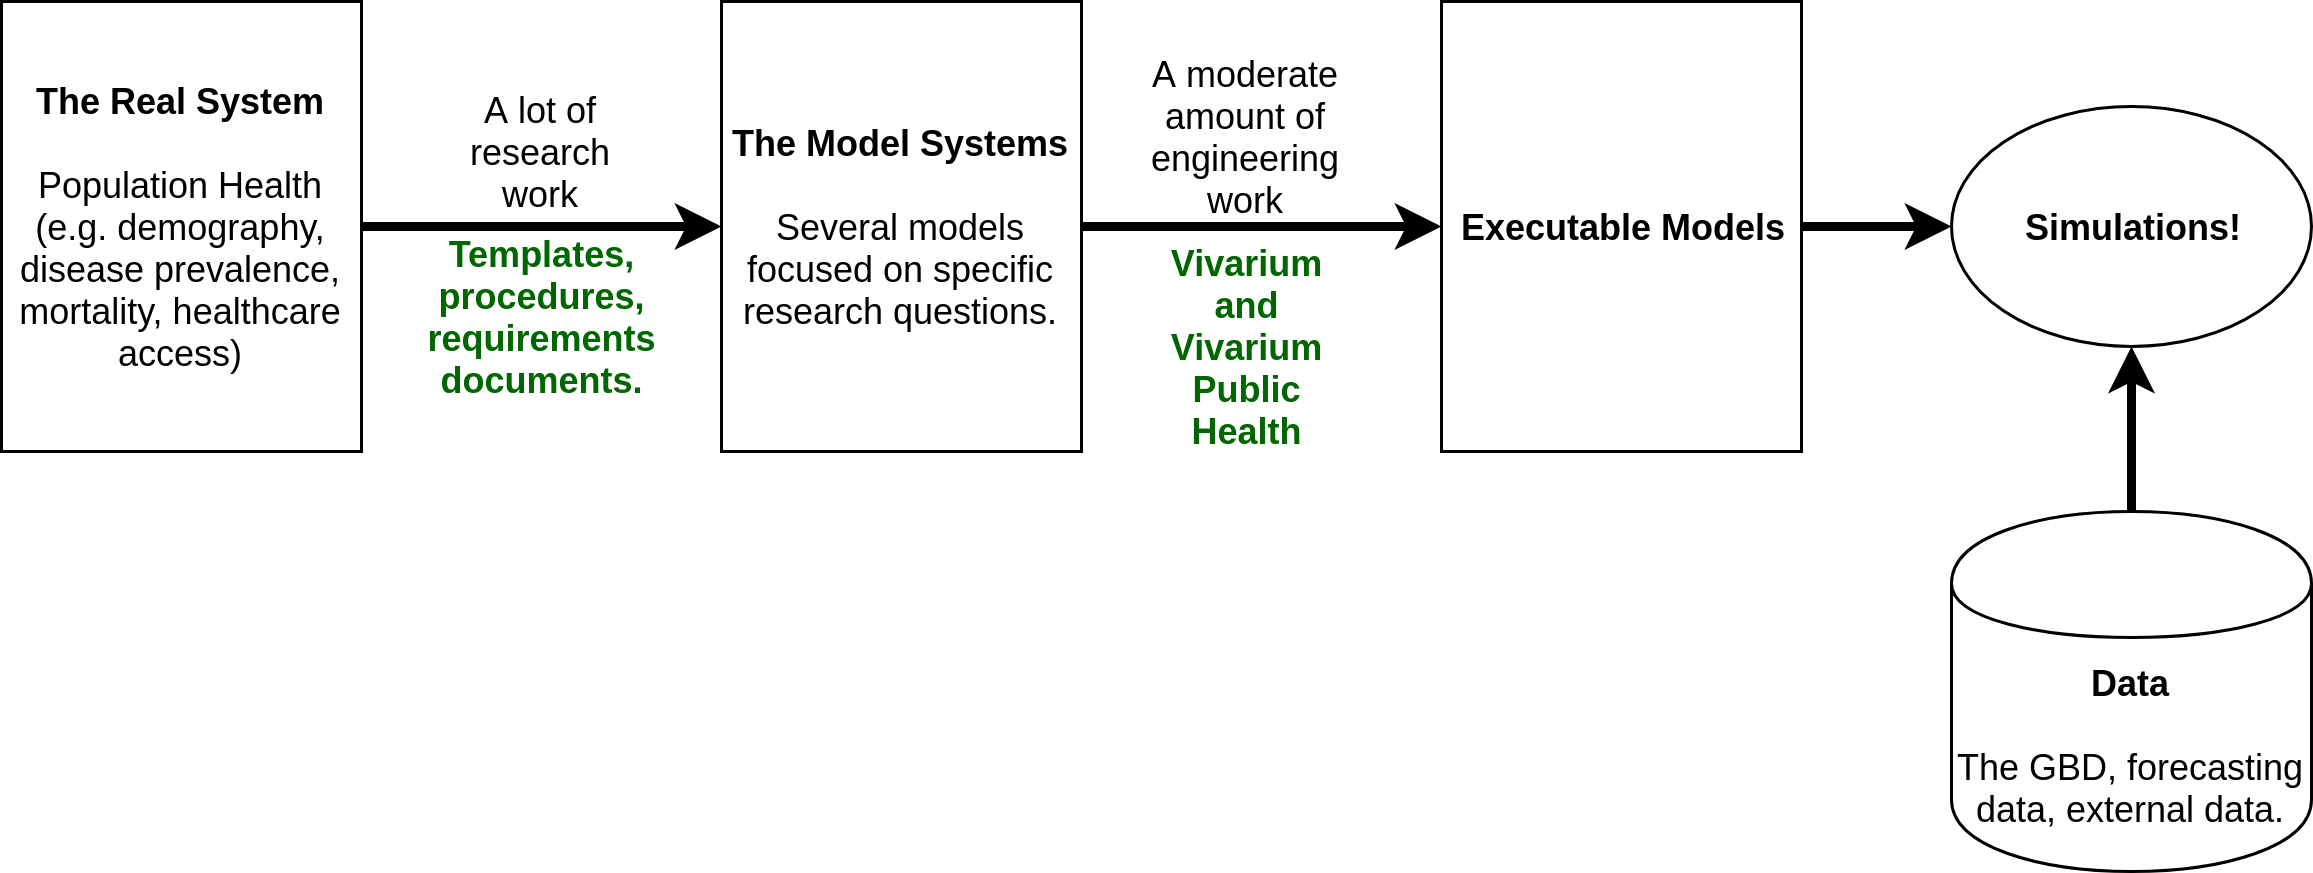 The Real System
Population Health
(e.g. demography,
disease prevalence,
mortality, healthcare
access)
A lot of
research
work
Templates,
procedures,
requirements
documents.
The Model Systems
Several models
focused on specific
research questions.
A moderate
amount of
engineering
work
Vivarium
and
Vivarium
Public
Health
Executable Models
Simulations!
Data
The GBD, forecasting
data, external data.